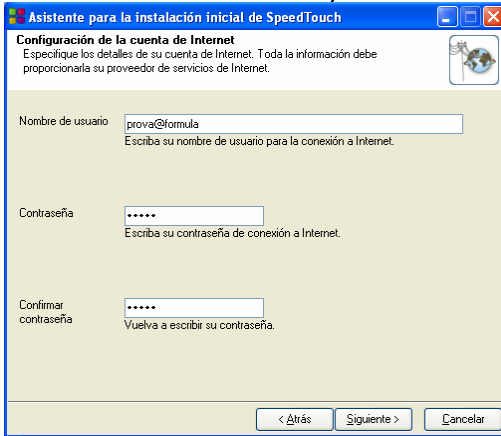 Asistente para la instalación inicial de SpeedTouch
Configuración de la cuenta de Internet
Especifique los detalles de su cuenta de Internet. Toda la información debe
proporcionarla su proveedor de servicios de Internet.
Nombre de usuario
prova@formula
Escriba su nombre de usuario para la conexión a Internet.
Contraseña
•••••
Escriba su contraseña de conexión a Internet.
Confirmar
contraseña
•••••
Vuelva a escribir su contraseña.
< Atrás Siguiente > Cancelar